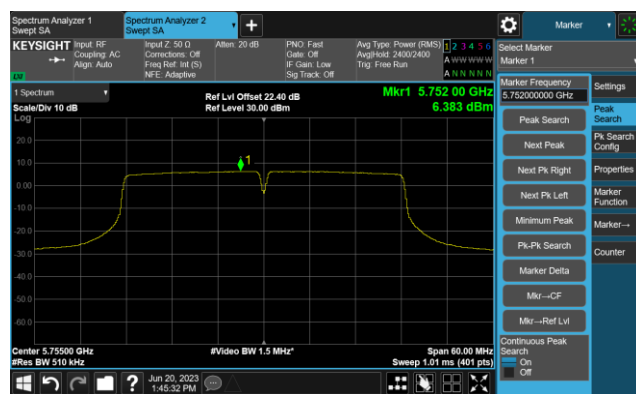 Spectrum Analyzer 1
Swept SA
Spectrum Analyzer 2
Swept SA
+
Marker
KEYSIGHT
Input: RF
Coupling: AC
Align: Auto
Input Z: 50 Ω
Corrections: Off
Freq Ref: Int (S)
NFE: Adaptive
Atten: 20 dB
PNO: Fast
Gate: Off
IF Gain: Low
Sig Track: Off
Avg Type: Power (RMS)
Avg|Hold: 2400/2400
Trig: Free Run
1 2 3 4 5 6
A W W W W W
A N N N N N
Select Marker
Marker 1
1 Spectrum
Scale/Div 10 dB
Log
Ref Lvl Offset 22.40 dB
Ref Level 30.00 dBm
Mkr1 5.752 00 GHz
6.383 dBm
20.0
10.0
0.00
-10.0
-20.0
-30.0
-40.0
-50.0
-60.0
1
Center 5.75500 GHz
#Res BW 510 kHz
#Video BW 1.5 MHz*
Span 60.00 MHz
Sweep 1.01 ms (401 pts)
Marker Frequency
5.752000000 GHz
Peak Search
Next Peak
Next Pk Right
Next Pk Left
Minimum Peak
Pk-Pk Search
Marker Delta
Mkr→CF
Mkr→Ref Lvl
Continuous Peak
Search
On
Off
Settings
Peak
Search
Pk Search
Config
Properties
Marker
Function
Marker→
Counter
?
Jun 20, 2023
1:45:32 PM